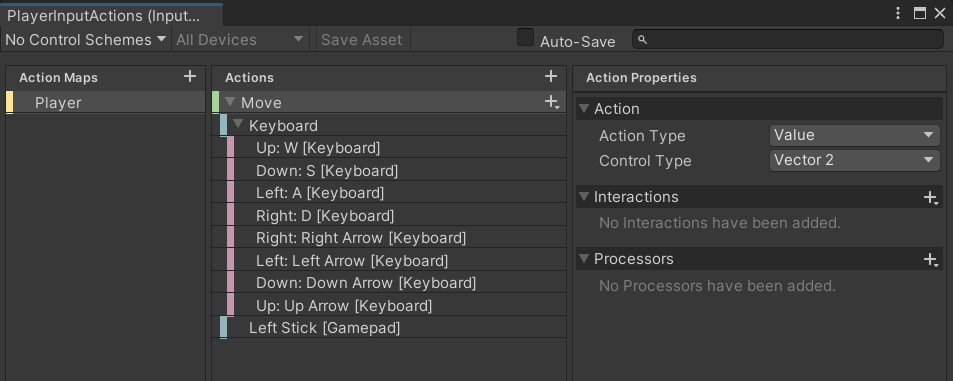 PlayerInputActions (Input...
No Control Schemes All Devices Save Asset Auto-Save
Action Maps
Player
Actions
Move
Keyboard
Up: W [Keyboard]
Down: S [Keyboard]
Left: A [Keyboard]
Right: D [Keyboard]
Right: Right Arrow [Keyboard]
Left: Left Arrow [Keyboard]
Down: Down Arrow [Keyboard]
Up: Up Arrow [Keyboard]
Left Stick [Gamepad]
Action Properties
Action
Action Type Value
Control Type Vector 2
Interactions
No Interactions have been added.
Processors
No Processors have been added.